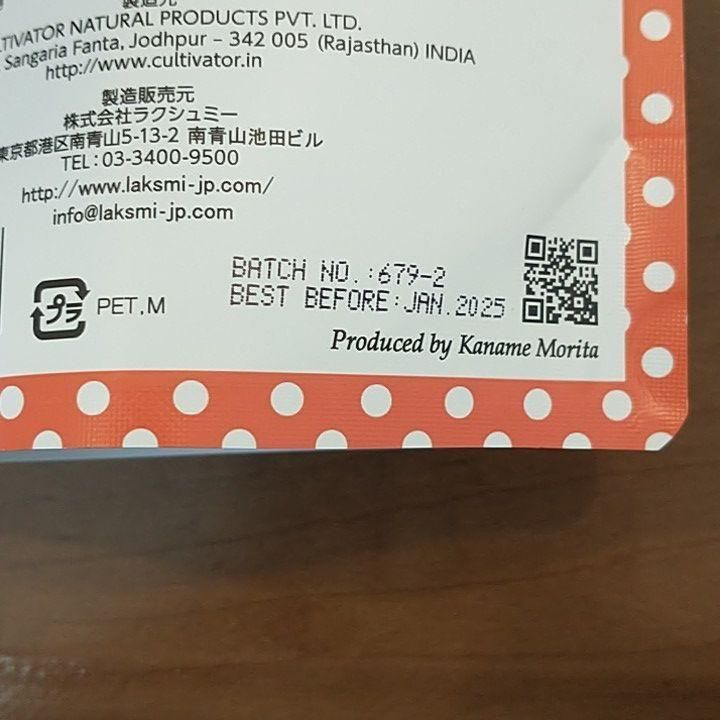 製造元
TIVATOR NATURAL PRODUCTS PVT. LTD.
Sangaria Fanta, Jodhpur – 342 005 (Rajasthan) INDIA
http://www.cultivator.in
製造販売元
株式会社ラクシュミー
東京都港区南青山5-13-2 南青山池田ビル
TEL:03-3400-9500
http://www.laksmi-jp.com/
info@laksmi-jp.com
プラ PET.M
BATCH NO.:679-2
BEST BEFORE:JAN.2025
Produced by Kaname Morita